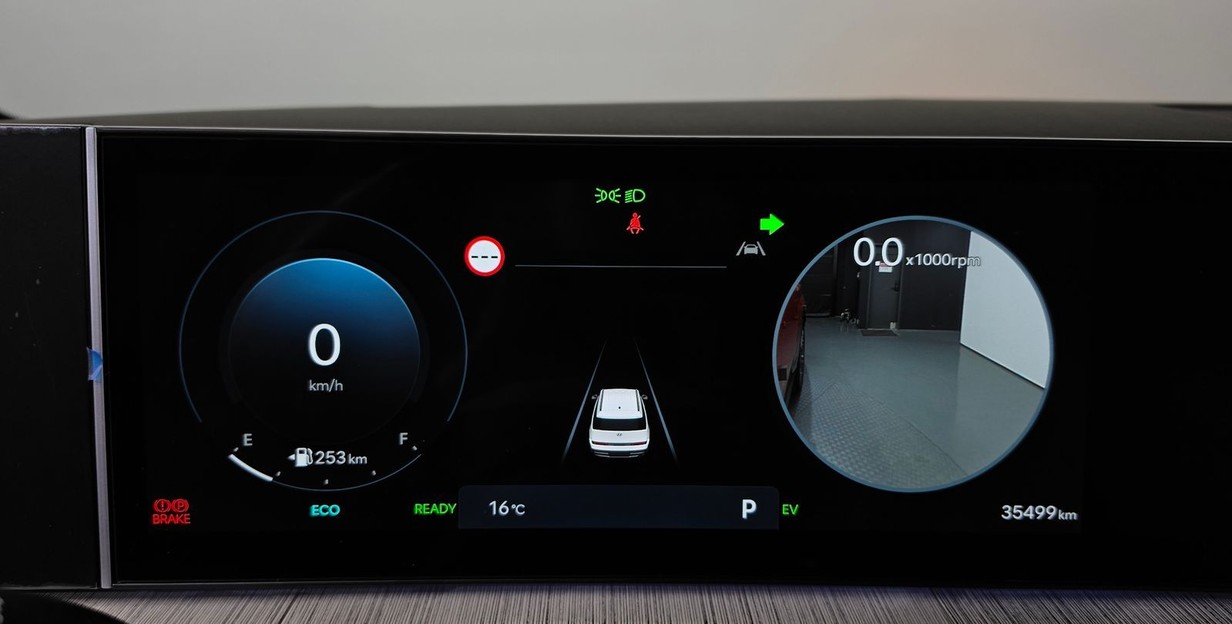 0.0 x1000rpm
---
0
km/h
E
F
253 km
BRAKE
ECO
READY
16°C
P
EV
35499 km